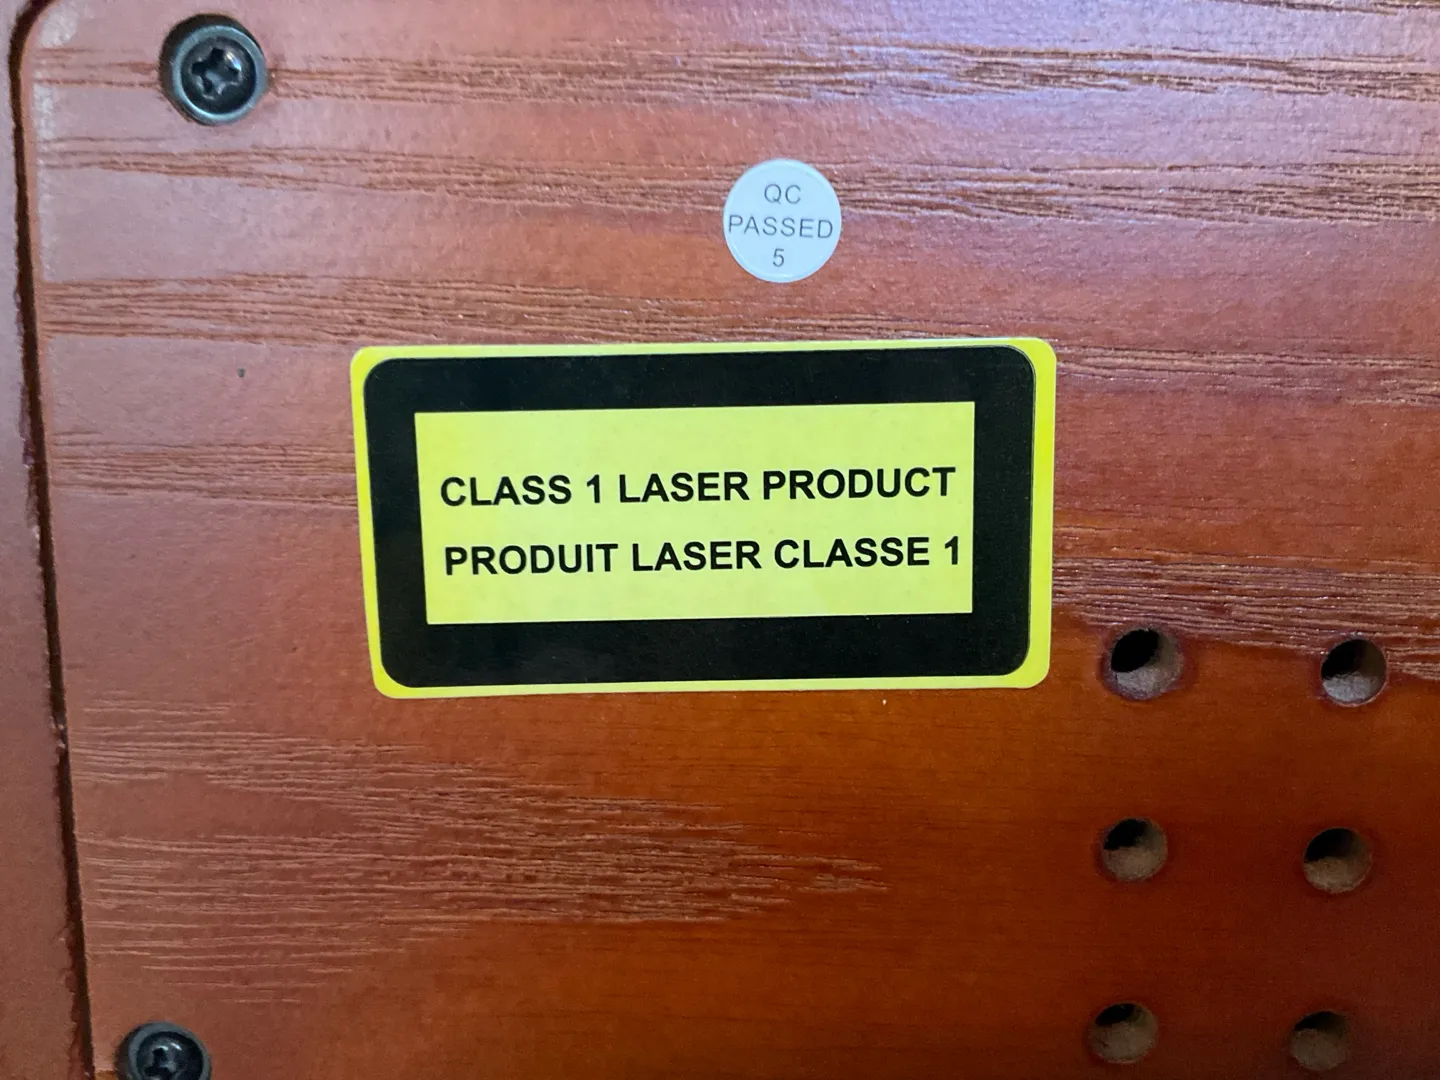 QC
PASSED
5
CLASS 1 LASER PRODUCT
PRODUIT LASER CLASSE 1